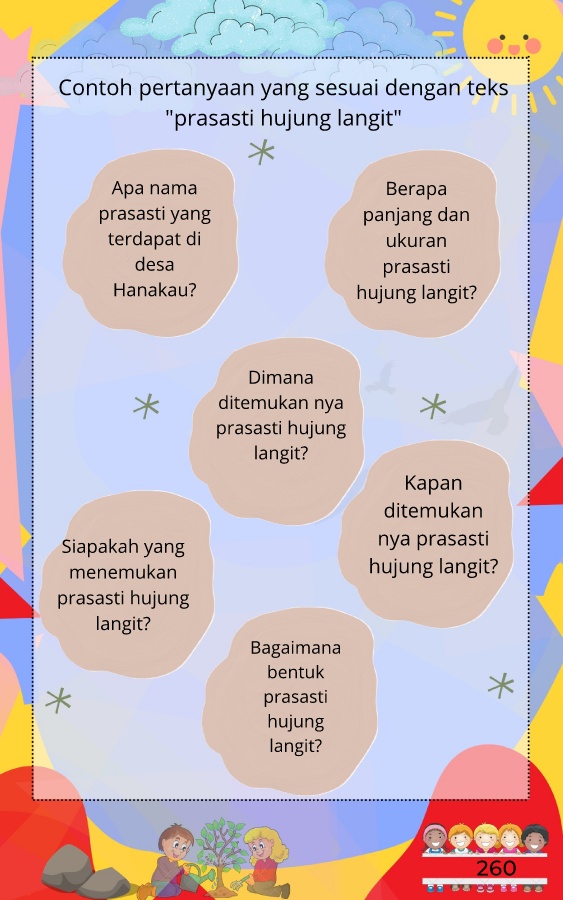 Contoh pertanyaan yang sesuai dengan teks
"prasasti hujung langit"
Apa nama
prasasti yang
terdapat di
desa
Hanakau?
Berapa
panjang dan
ukuran
prasasti
hujung langit?
Dimana
ditemukan nya
prasasti hujung
langit?
Kapan
ditemukan
nya prasasti
hujung langit?
Siapakah yang
menemukan
prasasti hujung
langit?
Bagaimana
bentuk
prasasti
hujung
langit?
260